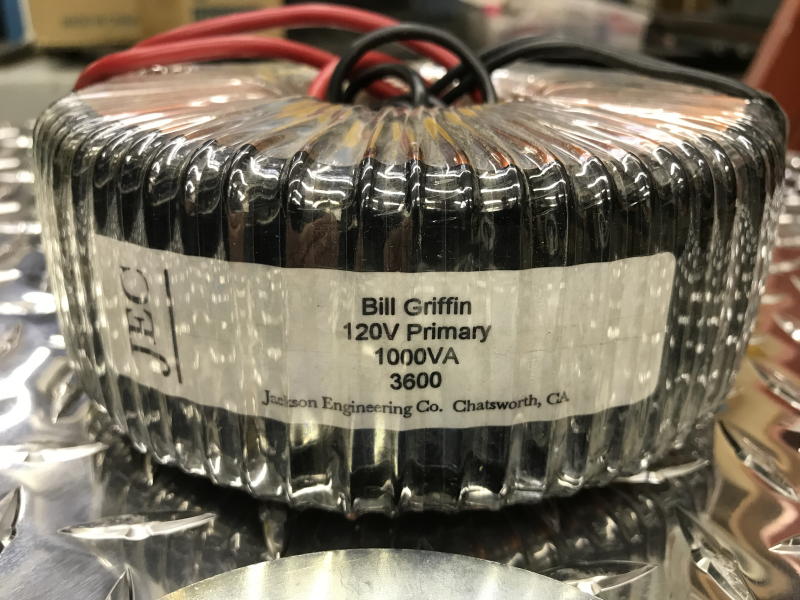 JEC
Bill Griffin
120V Primary
1000VA
3600
Jackson Engineering Co. Chatsworth, CA